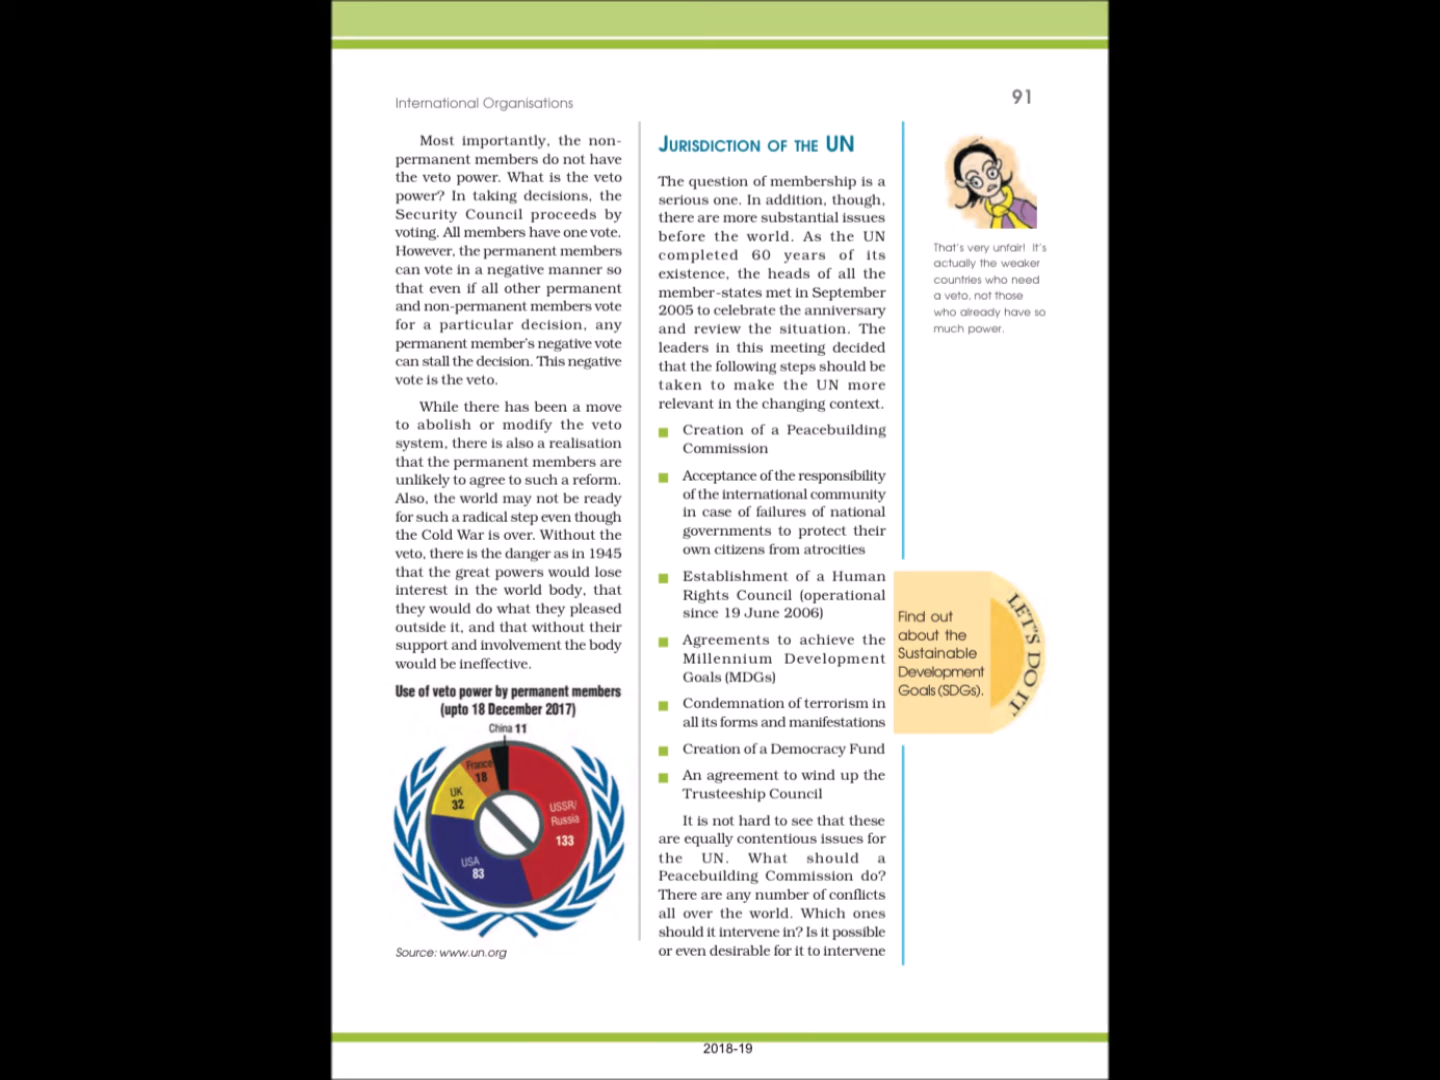 International Organisations
91
Most importantly, the non-
permanent members do not have
the veto power. What is the veto
power? In taking decisions, the
Security Council proceeds by
voting. All members have one vote.
However, the permanent members
can vote in a negative manner so
that even if all other permanent
and non-permanent members vote
for a particular decision, any
permanent member's negative vote
can stall the decision. This negative
vote is the veto.
While there has been a move
to abolish or modify the veto
system, there is also a realisation
that the permanent members are
unlikely to agree to such a reform.
Also, the world may not be ready
for such a radical step even though
the Cold War is over. Without the
veto, there is the danger as in 1945
that the great powers would lose
interest in the world body, that
they would do what they pleased
outside it, and that without their
support and involvement the body
would be ineffective.
Use of veto power by permanent members
(upto 18 December 2017)
China 11
France
18
UK
32
USSR/
Russia
133
USA
83
Source: www.un.org
JURISDICTION OF THE UN
The question of membership is a
serious one. In addition, though,
there are more substantial issues
before the world. As the UN
completed 60 years of its
existence, the heads of all the
member-states met in September
2005 to celebrate the anniversary
and review the situation. The
leaders in this meeting decided
that the following steps should be
taken to make the UN more
relevant in the changing context.
Creation of a Peacebuilding
Commission
Acceptance of the responsibility
of the international community
in case of failures of national
governments to protect their
own citizens from atrocities
Establishment of a Human
Rights Council (operational
since 19 June 2006)
Agreements to achieve the
Millennium Development
Goals (MDGs)
Condemnation of terrorism in
all its forms and manifestations
Creation of a Democracy Fund
An agreement to wind up the
Trusteeship Council
It is not hard to see that these
are equally contentious issues for
the UN. What should a
Peacebuilding Commission do?
There are any number of conflicts
all over the world. Which ones
should it intervene in? Is it possible
or even desirable for it to intervene
That's very unfair! It's
actually the weaker
countries who need
a veto, not those
who already have so
much power.
Find out
about the
Sustainable
Development
Goals (SDGs).
LET'S DO IT
2018-19